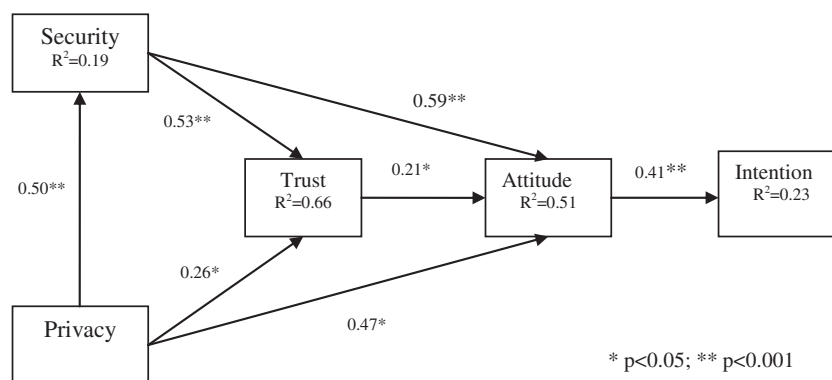 Security
R²=0.19
0.59**
0.53**
0.50**
Trust
R²=0.66
0.21*
Attitude
R²=0.51
0.41**
Intention
R²=0.23
0.26*
0.47*
Privacy
* p<0.05; ** p<0.001